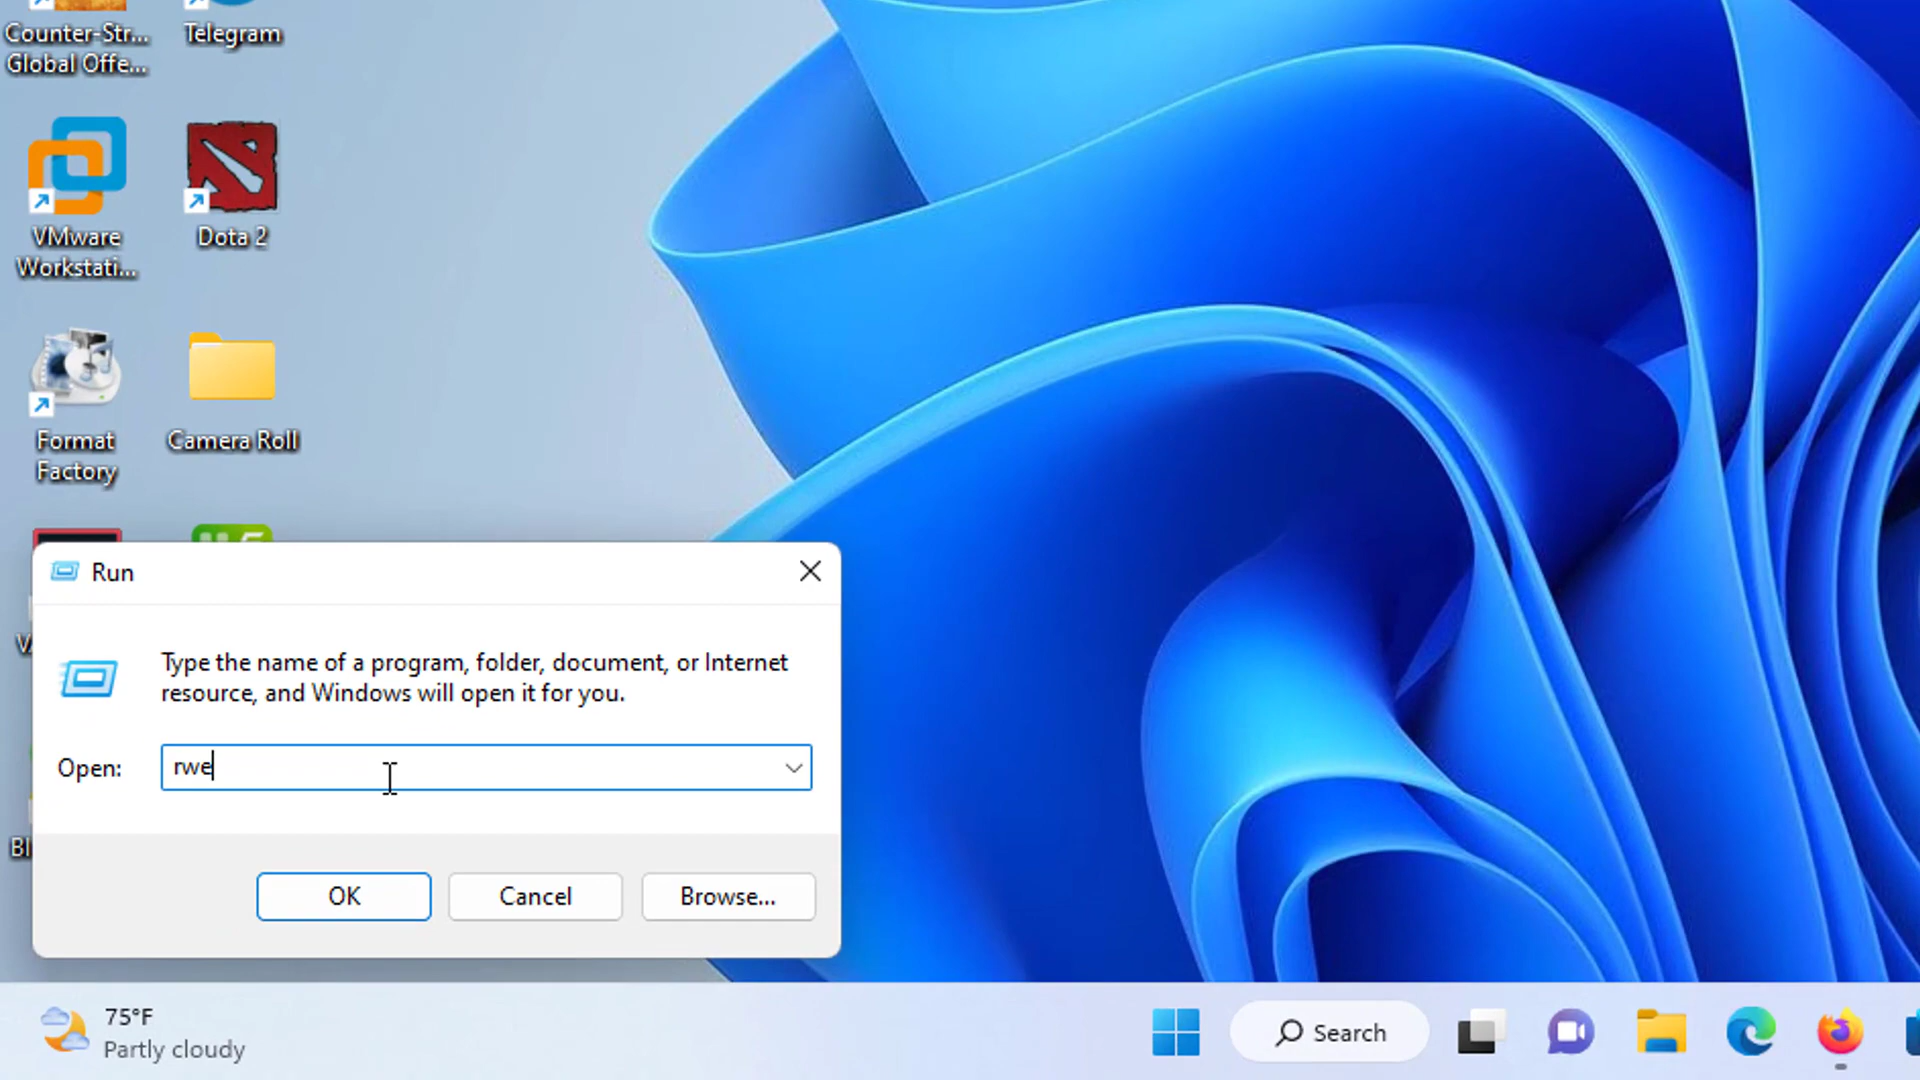 Counter-Str...
Global Offe...
Telegram
VMware
Workstati...
Dota 2
Format
Factory
Camera Roll
Run
Type the name of a program, folder, document, or Internet
resource, and Windows will open it for you.
Open:
rwe
OK
Cancel
Browse...
75°F
Partly cloudy
Search